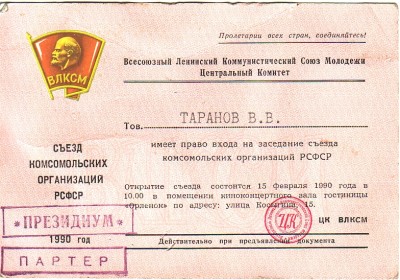 Пролетарии всех стран, соединяйтесь!
ВЛКСМ
Всесоюзный Ленинский Коммунистический Союз Молодежи
Центральный Комитет
ТАРАНОВ В.В.
Тов.
имеет право входа на заседание съезда
комсомольских организаций РСФСР
СЪЕЗД
КОМСОМОЛЬСКИХ
ОРГАНИЗАЦИЙ
РСФСР
Открытие съезда состоится 15 февраля 1990 года в
10.00 в помещении киноконцертного зала гостиницы
«Орленок» по адресу: улица Косыгина, 15.
ПРЕЗИДИУМ
ЦК
ЦК ВЛКСМ
1990 год
Действительно при предъявлении документа
ПАРТЕР